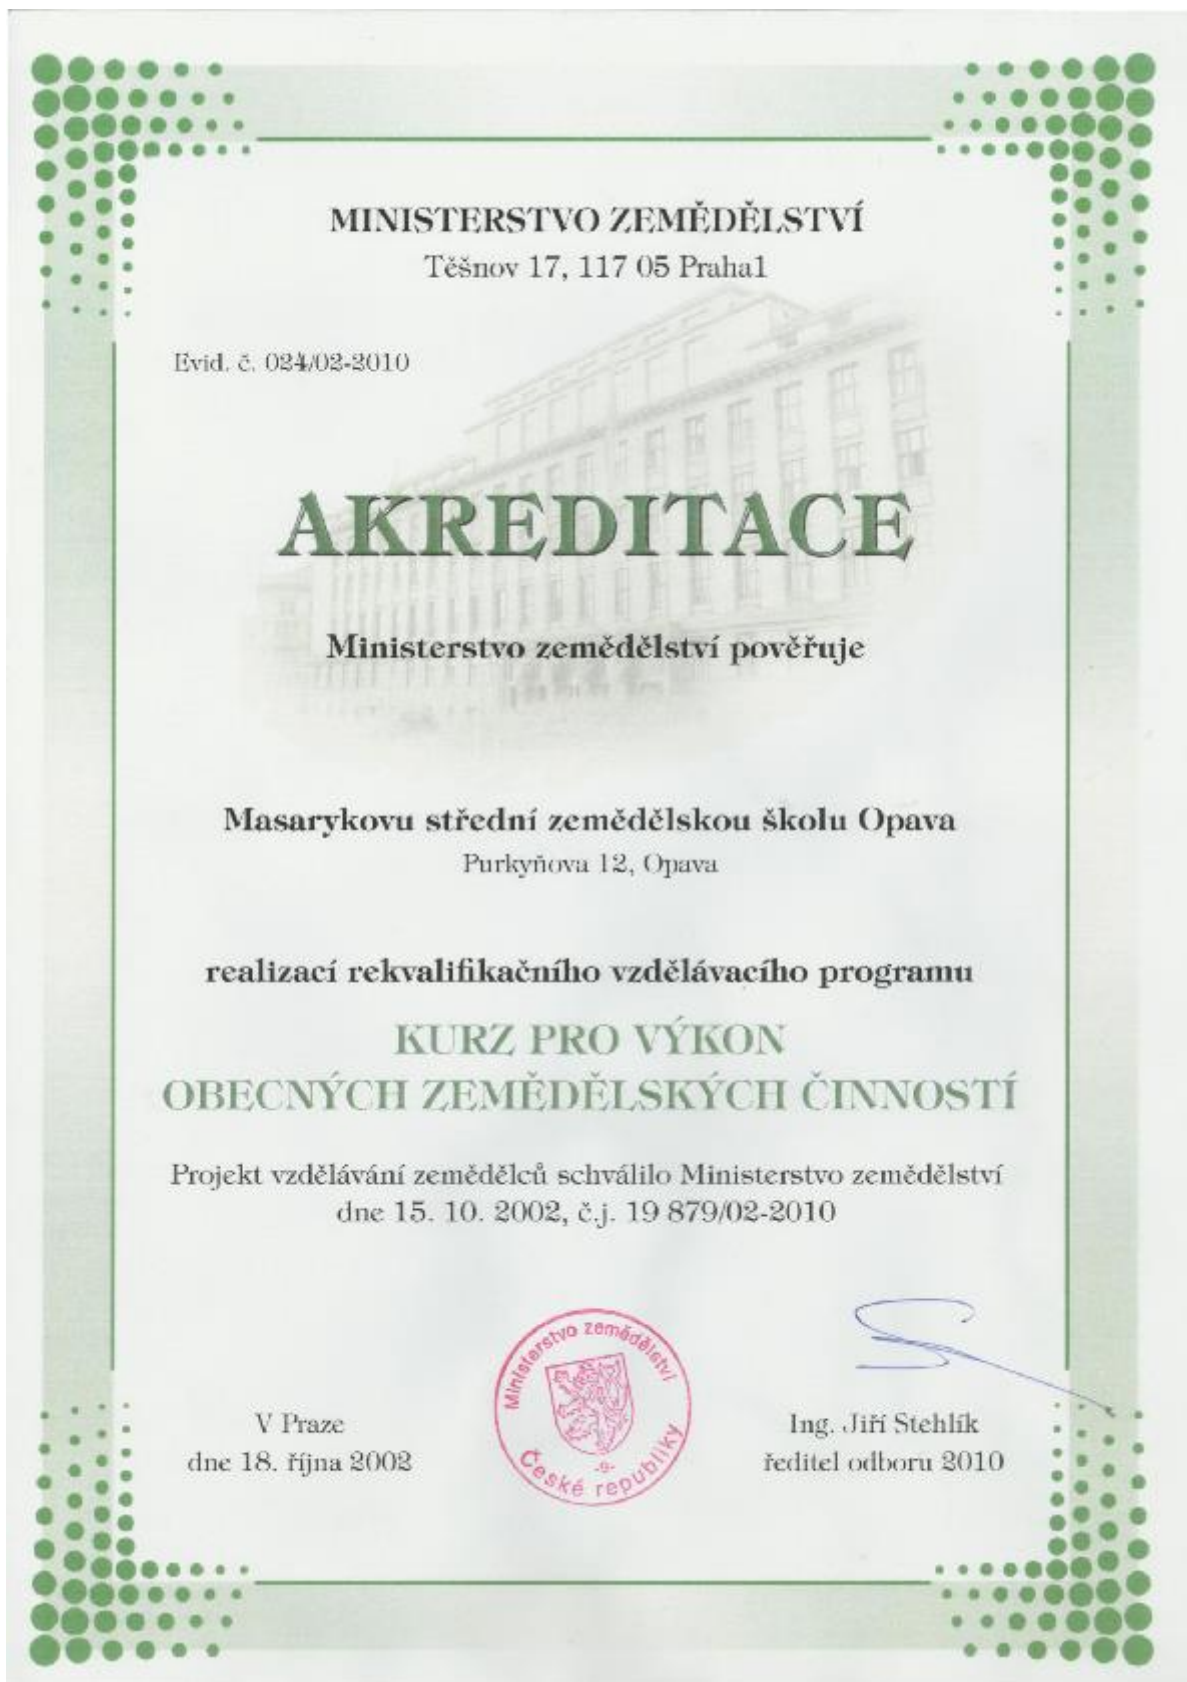 MINISTERSTVO ZEMĚDĚLSTVÍ
Těšnov 17, 117 05 Praha1
Evid. č. 024/02-2010
AKREDITACE
Ministerstvo zemědělství pověřuje
Masarykovu střední zemědělskou školu Opava
Purkyňova 12, Opava
realizací rekvalifikačního vzdělávacího programu
KURZ PRO VÝKON
OBECNÝCH ZEMĚDĚLSKÝCH ČINNOSTÍ
Projekt vzdělávání zemědělců schválilo Ministerstvo zemědělství
dne 15. 10. 2002, č.j. 19 879/02-2010
Ministerstvo zemědělství
České republiky
-9-
V Praze
dne 18. října 2002
Ing. Jiří Stehlík
ředitel odboru 2010